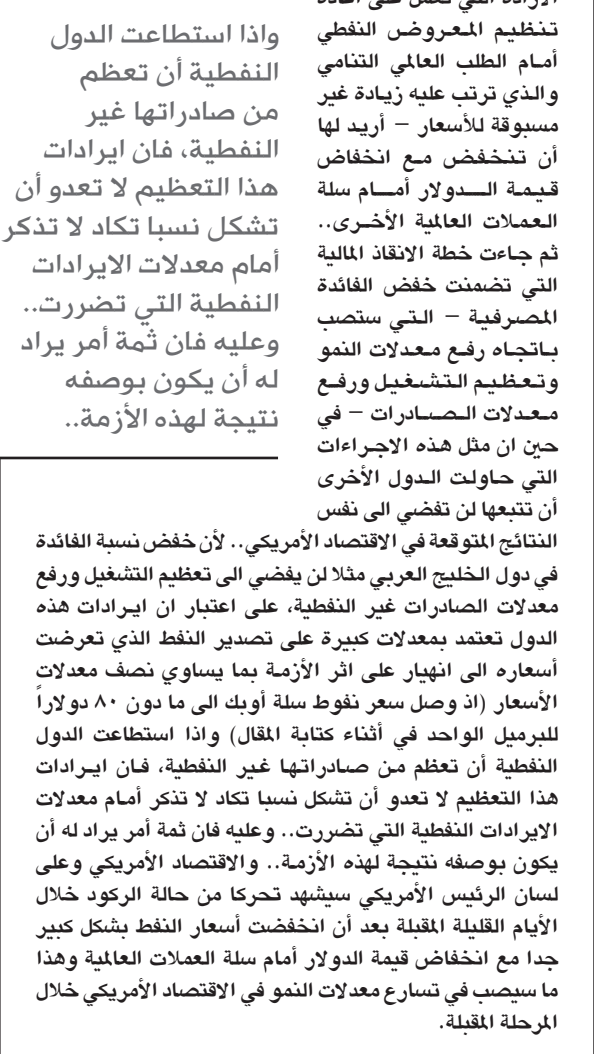 تنظيم المعروض النفطي
أمام الطلب العالمي التنامي
والذي ترتب عليه زيادة غير
مسبوقة للأسعار – أريد لها
أن تنخفض مع انخفاض
قيمة الدولار أمام سلة
العملات العالمية الأخرى..
ثم جاءت خطة الانقاذ المالية
التي تضمنت خفض الفائدة
المصرفية – التي ستصب
باتجاه رفع معدلات النمو
وتعظيم التشغيل ورفع
معدلات الصادرات – في
حين ان مثل هذه الاجراءات
التي حاولت الدول الأخرى
أن تتبعها لن تفضي الى نفس
النتائج المتوقعة في الاقتصاد الأمريكي.. لأن خفض نسبة الفائدة
في دول الخليج العربي مثلا لن يفضي الى تعظيم التشغيل ورفع
معدلات الصادرات غير النفطية، على اعتبار ان ايرادات هذه
الدول تعتمد بمعدلات كبيرة على تصدير النفط الذي تعرضت
أسعاره الى انهيار على اثر الأزمة بما يساوي نصف معدلات
الأسعار (اذ وصل سعر نفوط سلة أوبك الى ما دون ٨٠ دولاراً
للبرميل الواحد في أثناء كتابة المقال) واذا استطاعت الدول
النفطية أن تعظم من صادراتها غير النفطية، فان ايرادات
هذا التعظيم لا تعدو أن تشكل نسبا تكاد لا تذكر أمام معدلات
الايرادات النفطية التي تضررت.. وعليه فان ثمة أمر يراد له أن
يكون بوصفه نتيجة لهذه الأزمة.. والاقتصاد الأمريكي وعلى
لسان الرئيس الأمريكي سيشهد تحركا من حالة الركود خلال
الأيام القليلة المقبلة بعد أن انخفضت أسعار النفط بشكل كبير
جدا مع انخفاض قيمة الدولار أمام سلة العملات العالمية وهذا
ما سيصب في تسارع معدلات النمو في الاقتصاد الأمريكي خلال
المرحلة المقبلة.
واذا استطاعت الدول
النفطية أن تعظم
من صادراتها غير
النفطية، فان ايرادات
هذا التعظيم لا تعدو أن
تشكل نسبا تكاد لا تذكر
أمام معدلات الايرادات
النفطية التي تضررت..
وعليه فان ثمة أمر يراد
له أن يكون بوصفه
نتيجة لهذه الأزمة..